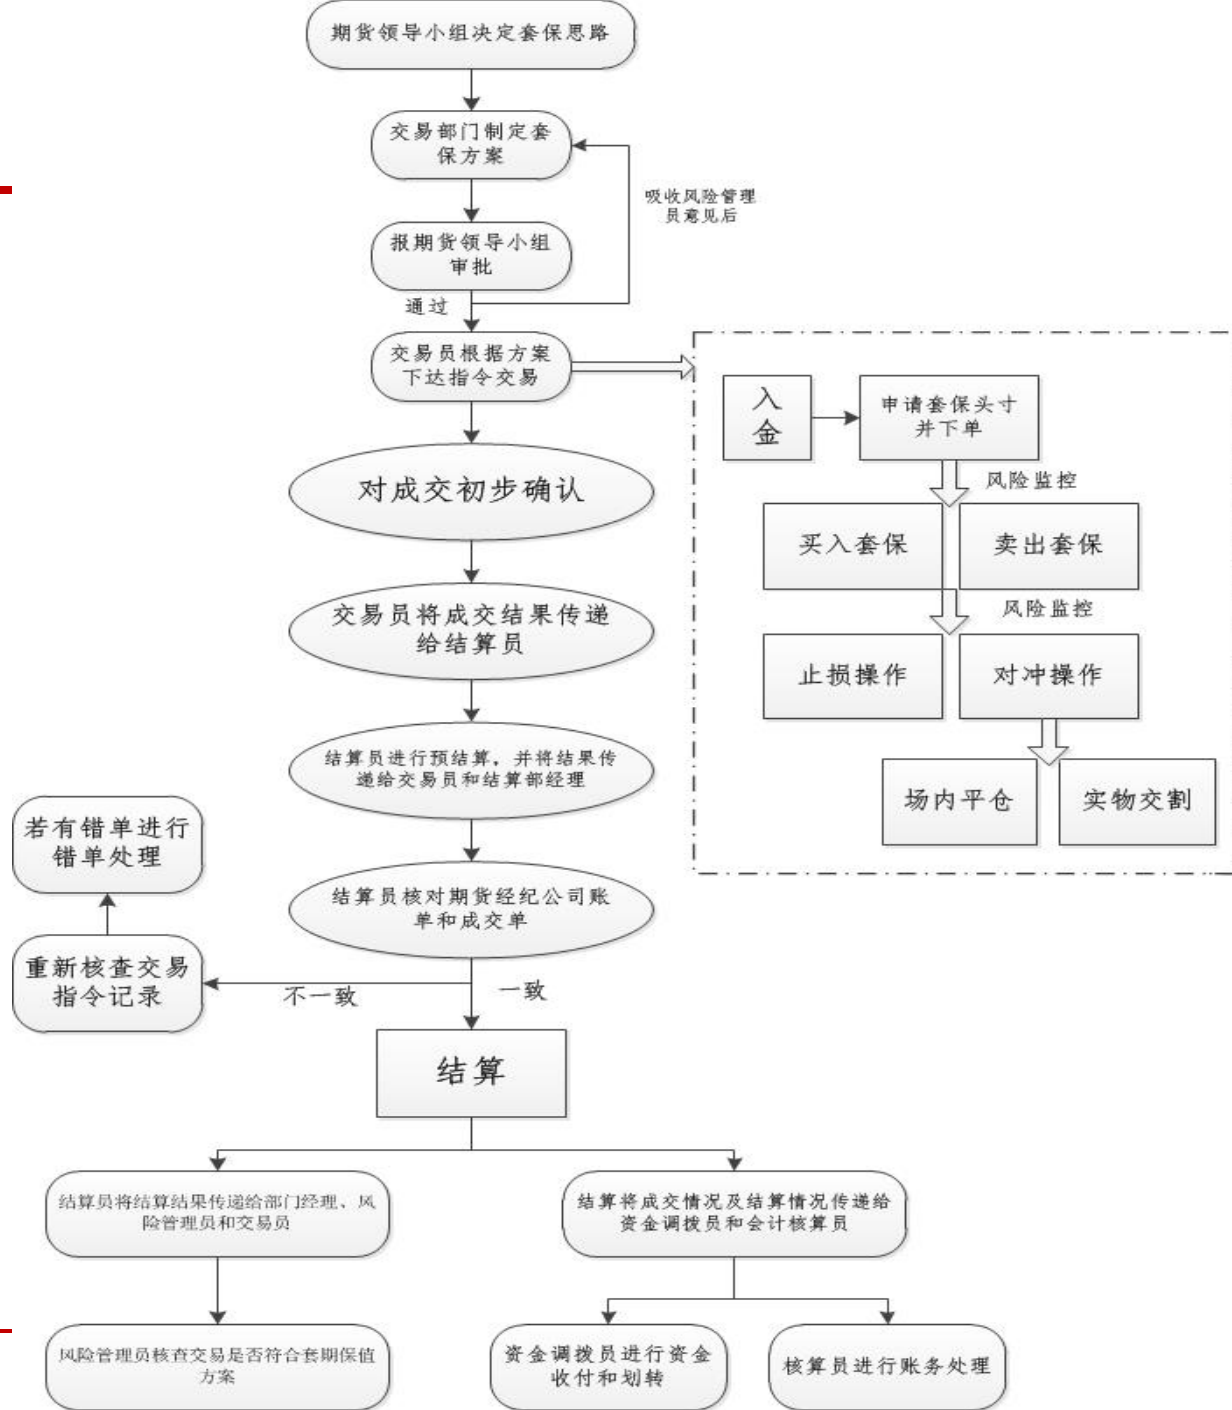 期货领导小组决定套保思路
交易部门制定套
保方案
吸收风险管理
员意见后
报期货领导小组
审批
通过
交易员根据方案
下达指令交易
入
金
申请套保头寸
并下单
风险监控
对成交初步确认
买入套保
卖出套保
风险监控
交易员将成交结果传递
给结算员
止损操作
对冲操作
结算员进行预结算，并将结果传
递给交易员和结算部经理
场内平仓
实物交割
若有错单进行
错单处理
结算员核对期货经纪公司账
单和成交单
重新核查交易
指令记录
不一致
一致
结算
结算员将结算结果传递给部门经理、风
险管理员和交易员
结算将成交情况及结算情况传递给
资金调拨员和会计核算员
风险管理员核查交易是否符合套期保值
方案
资金调拨员进行资金
收付和划转
核算员进行账务处理